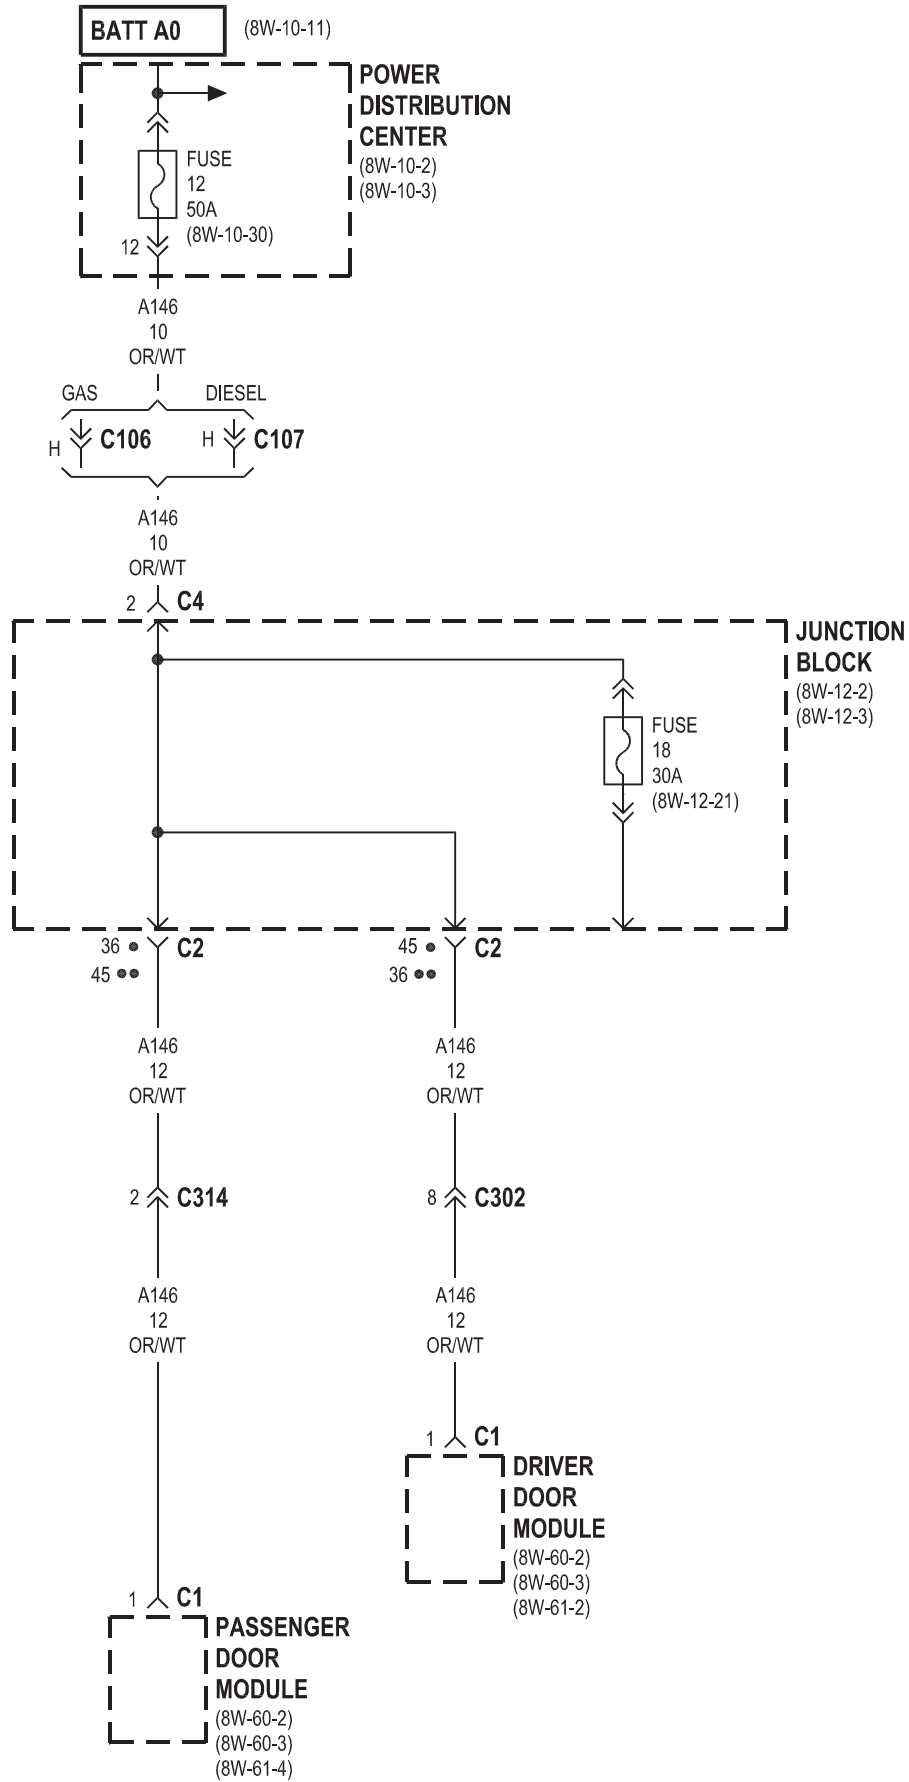 BATT A0
(8W-10-11)
POWER
DISTRIBUTION
CENTER
(8W-10-2)
(8W-10-3)
FUSE
12
50A
(8W-10-30)
12
A146
10
OR/WT
GAS
DIESEL
H
C106
H
C107
A146
10
OR/WT
2
C4
JUNCTION
BLOCK
(8W-12-2)
(8W-12-3)
FUSE
18
30A
(8W-12-21)
36 •
C2
45 ••
45 •
C2
36 ••
A146
12
OR/WT
A146
12
OR/WT
2
C314
8
C302
A146
12
OR/WT
A146
12
OR/WT
1
C1
DRIVER
DOOR
MODULE
(8W-60-2)
(8W-60-3)
(8W-61-2)
1
C1
PASSENGER
DOOR
MODULE
(8W-60-2)
(8W-60-3)
(8W-61-4)